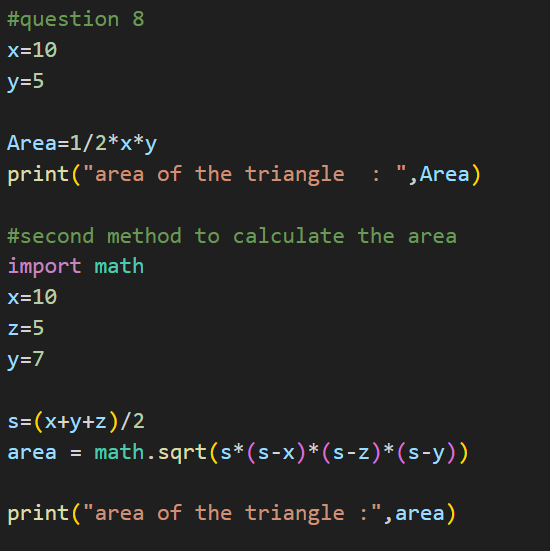 #question 8
x=10
y=5
Area=1/2*x*y
print("area of the triangle  : ",Area)
#second method to calculate the area
import math
x=10
z=5
y=7
s=(x+y+z)/2
area = math.sqrt(s*(s-x)*(s-z)*(s-y))
print("area of the triangle :",area)